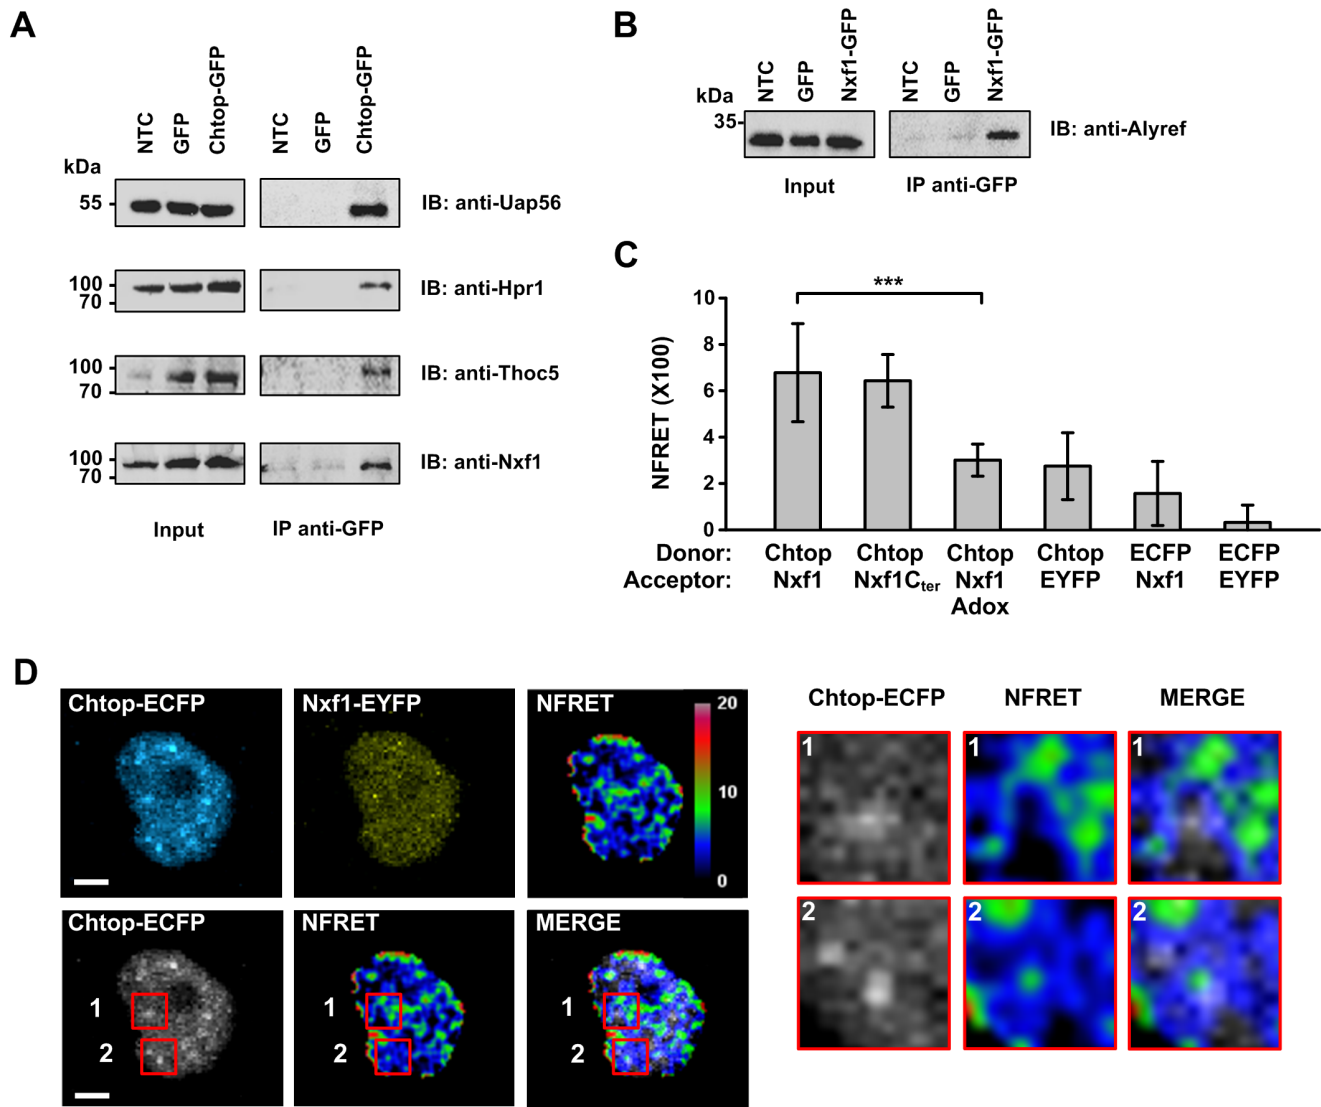 A
NTC GFP Chtop-GFP NTC GFP Chtop-GFP
kDa
55
IB: anti-Uap56
100
70
IB: anti-Hpr1
100
70
IB: anti-Thoc5
100
70
IB: anti-Nxf1
Input IP anti-GFP
B
NTC GFP Nxf1-GFP NTC GFP Nxf1-GFP
kDa
35
IB: anti-Alyref
Input IP anti-GFP
C
NFRET (X100)
10
8
6
4
2
0
***
Donor: Chtop Chtop Chtop Chtop ECFP ECFP
Acceptor: Nxf1 Nxf1Cter Nxf1 EYFP Nxf1 EYFP
Adox
D
Chtop-ECFP Nxf1-EYFP NFRET
20
10
0
Chtop-ECFP NFRET MERGE
1 1 1
2 2 2
Chtop-ECFP NFRET MERGE
1 1 1
2 2 2